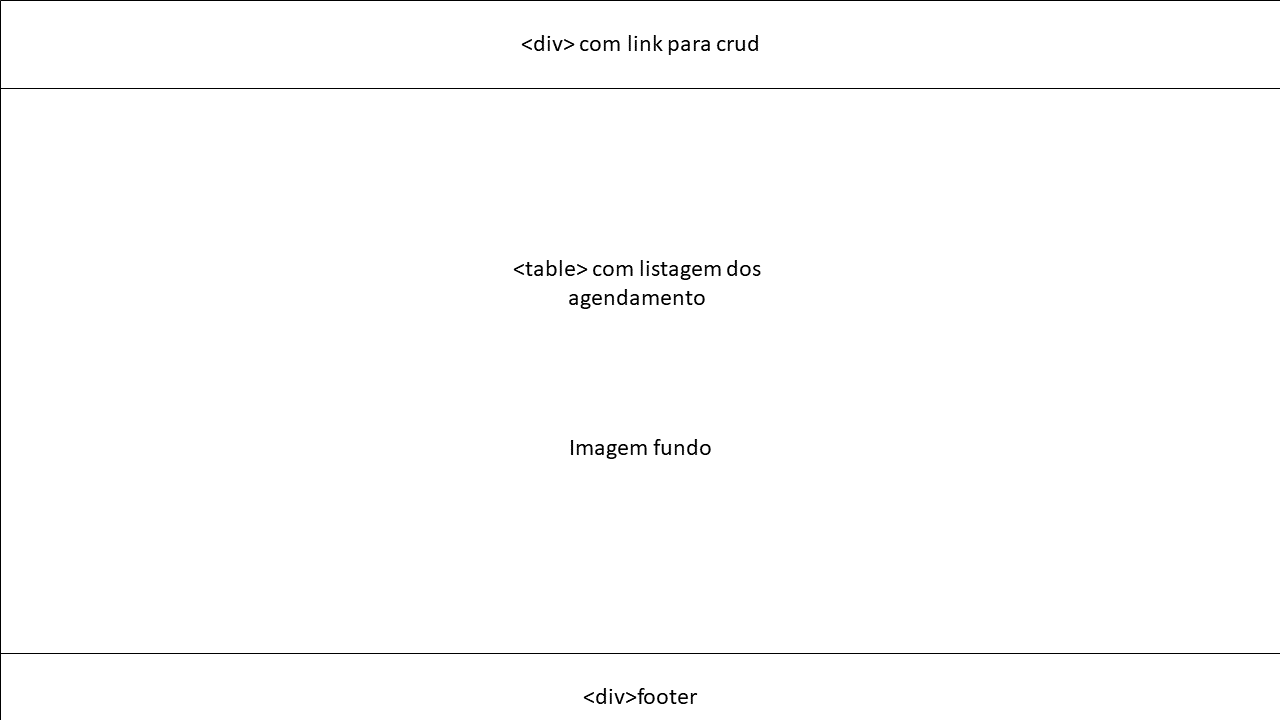 <div> com link para crud
<table> com listagem dos
agendamento
Imagem fundo
<div>footer